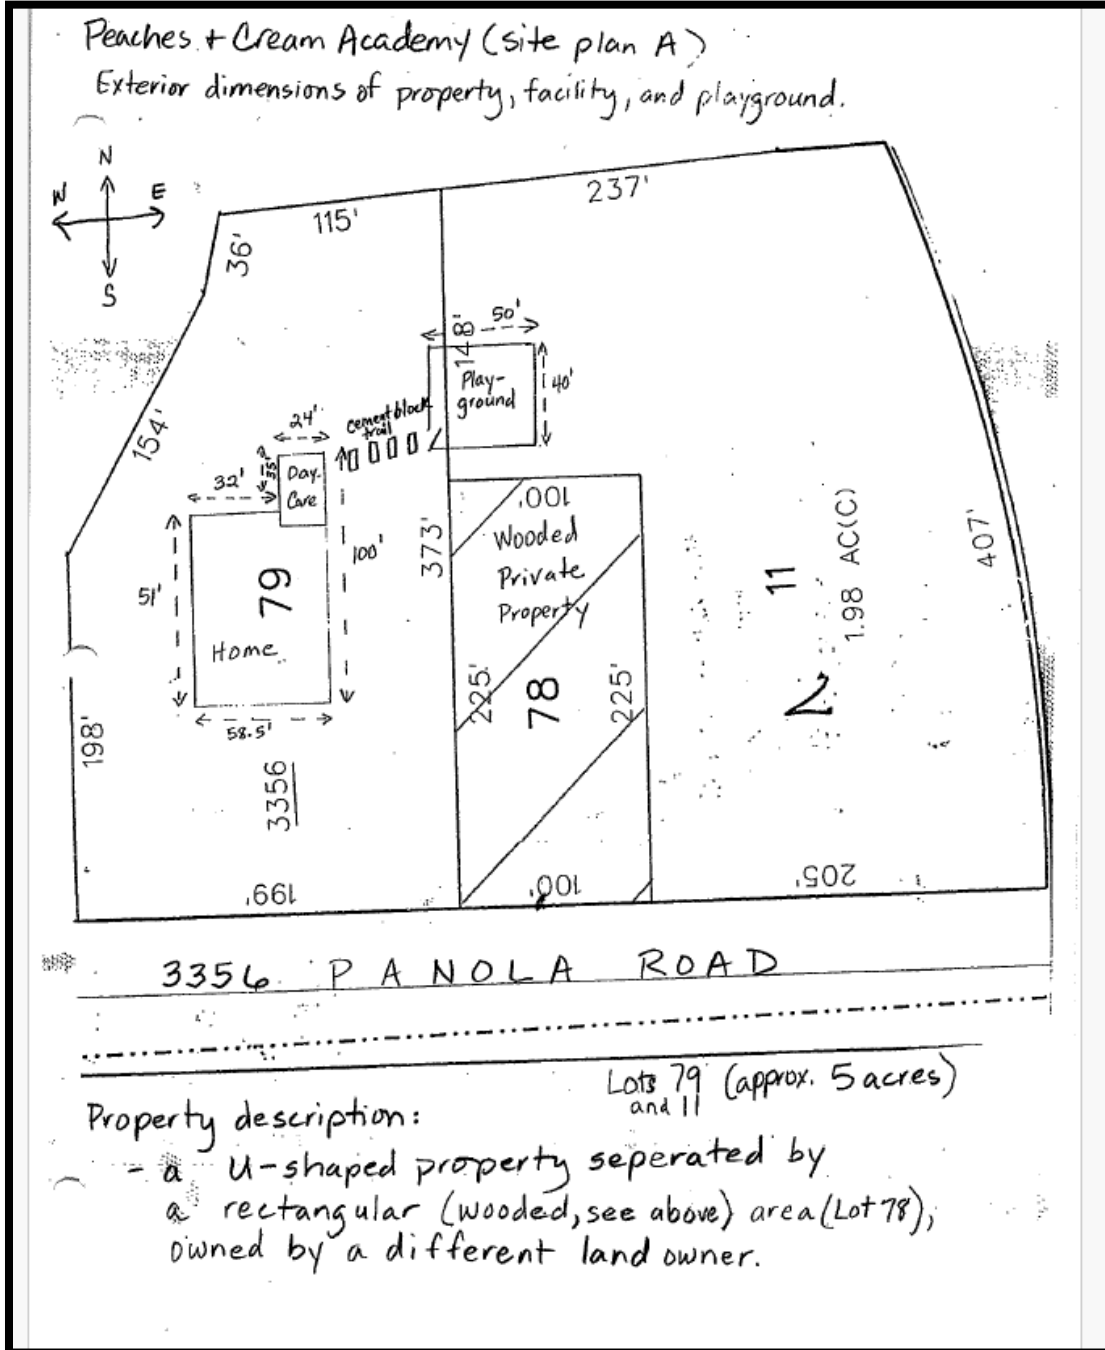 Peaches + Cream Academy (site plan A)
Exterior dimensions of property, facility, and playground.
N
W E
S
115'
237'
36'
50'
148'
Play-
ground
40'
154'
24'
cement block
trail
35'
Day-
Care
32'
100'
51'
79
Home
58.5'
373'
100'
Wooded
Private
Property
225'
78
225'
100'
11
1.98 AC(C)
2
407'
198'
3356
199'
205'
3356 PANOLA ROAD
Lots 79 (approx. 5 acres)
and 11
Property description:
- a U-shaped property seperated by
a rectangular (wooded, see above) area (Lot 78),
owned by a different land owner.